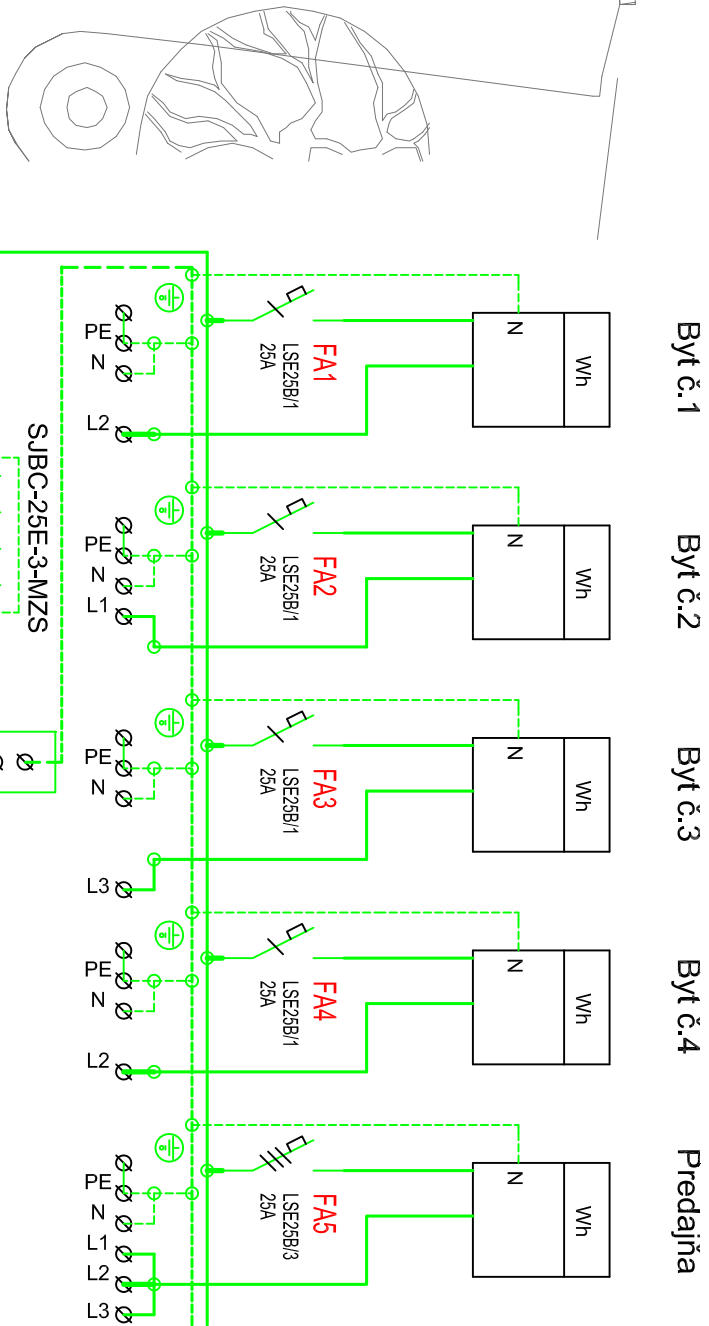 Byt č.1
Byt č.2
Byt č.3
Byt č.4
Predajňa
Wh
N
Wh
N
Wh
N
Wh
N
Wh
N
FA1
LSE25B/1
25A
FA2
LSE25B/1
25A
FA3
LSE25B/1
25A
FA4
LSE25B/1
25A
FA5
LSE25B/3
25A
PE
N
L2
PE
N
L1
PE
N
L3
PE
N
L2
PE
N
L1
L2
L3
SJBC-25E-3-MZS